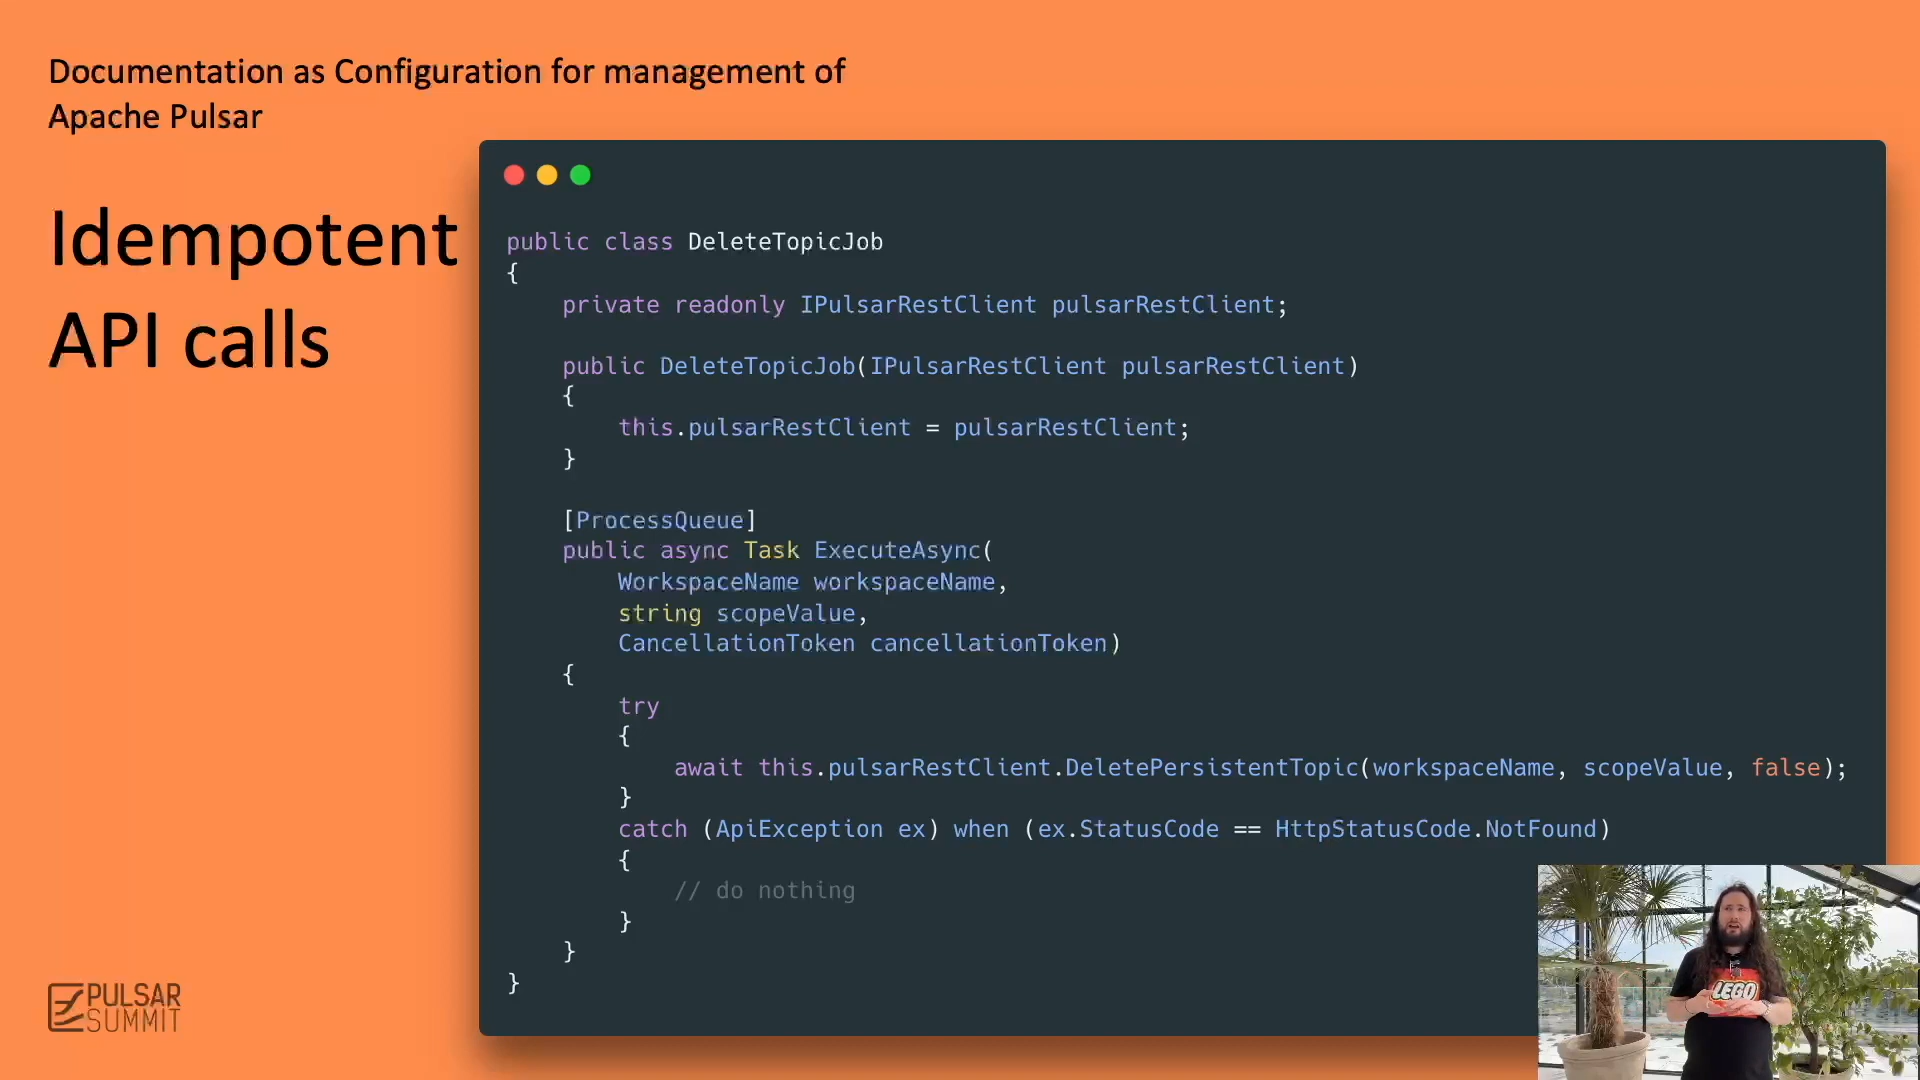 Documentation as Configuration for management of
Apache Pulsar
Idempotent
API calls
public class DeleteTopicJob
{
    private readonly IPulsarRestClient pulsarRestClient;
    public DeleteTopicJob(IPulsarRestClient pulsarRestClient)
    {
        this.pulsarRestClient = pulsarRestClient;
    }
    [ProcessQueue]
    public async Task ExecuteAsync(
        WorkspaceName workspaceName,
        string scopeValue,
        CancellationToken cancellationToken)
    {
        try
        {
            await this.pulsarRestClient.DeletePersistentTopic(workspaceName, scopeValue, false);
        }
        catch (ApiException ex) when (ex.StatusCode == HttpStatusCode.NotFound)
        {
            // do nothing
        }
    }
}
PULSAR
SUMMIT
LEGO